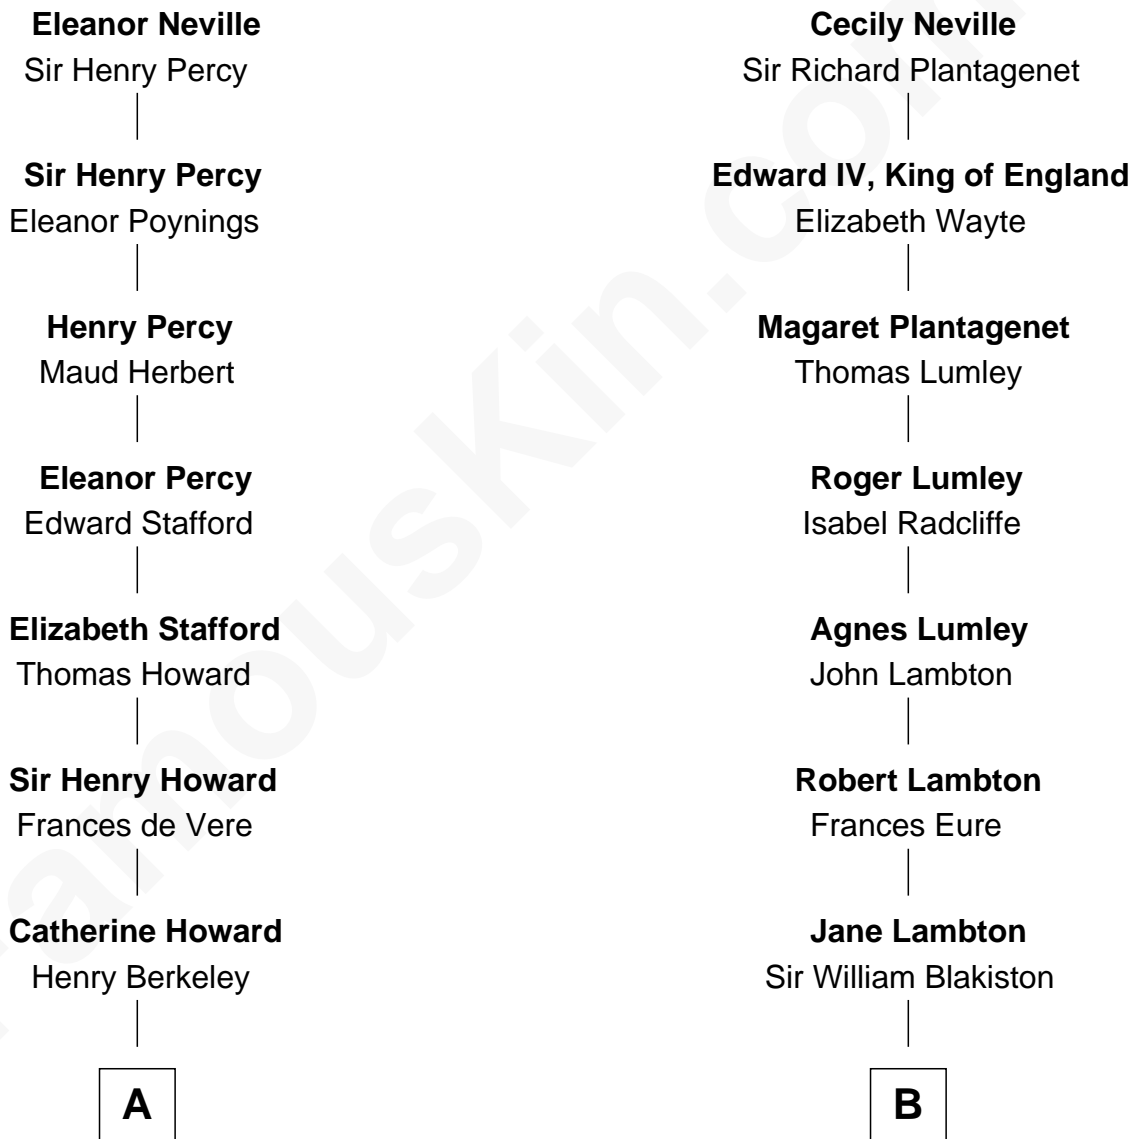 Eleanor Neville
Sir Henry Percy
Sir Henry Percy
Eleanor Poynings
Henry Percy
Maud Herbert
Eleanor Percy
Edward Stafford
Elizabeth Stafford
Thomas Howard
Sir Henry Howard
Frances de Vere
Catherine Howard
Henry Berkeley
A
Cecily Neville
Sir Richard Plantagenet
Edward IV, King of England
Elizabeth Wayte
Magaret Plantagenet
Thomas Lumley
Roger Lumley
Isabel Radcliffe
Agnes Lumley
John Lambton
Robert Lambton
Frances Eure
Jane Lambton
Sir William Blakiston
B
FamousKin.com